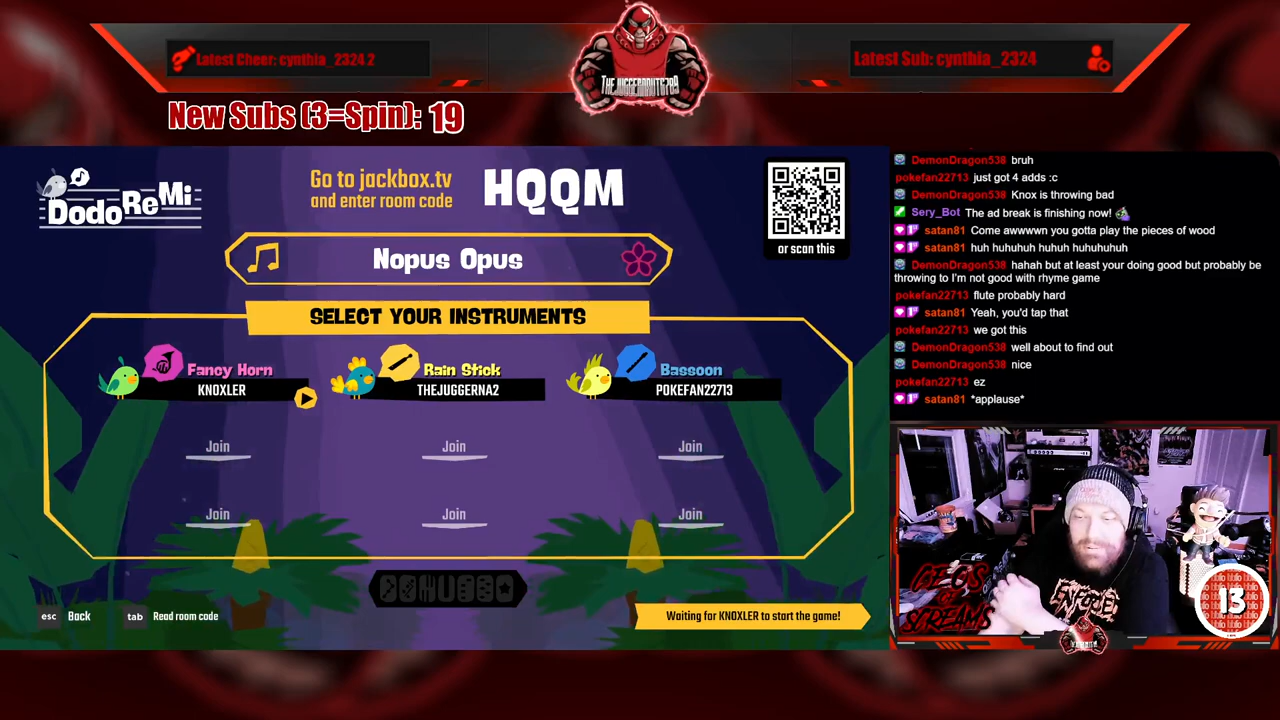 Latest Cheer: cynthia_2324 2
Latest Sub: cynthia_2324
THEJUGGERNAUT6789
New Subs (3=Spin): 19
DodoReMi
Go to jackbox.tv
and enter room code
HQQM
or scan this
Nopus Opus
SELECT YOUR INSTRUMENTS
Fancy Horn
KNOXLER
Rain Stick
THEJUGGERNA2
Bassoon
POKEFAN22713
Join
Join
Join
Join
Join
Join
esc Back
tab Read room code
Waiting for KNOXLER to start the game!
DemonDragon538 bruh
pokefan22713 just got 4 adds :c
DemonDragon538 Knox is throwing bad
Sery_Bot The ad break is finishing now!
satan81 Come awwwwn you gotta play the pieces of wood
satan81 huh huhuhuh huhuh huhuhuhuh
DemonDragon538 hahah but at least your doing good but probably be
throwing to I'm not good with rhyme game
pokefan22713 flute probably hard
satan81 Yeah, you'd tap that
pokefan22713 we got this
DemonDragon538 well about to find out
DemonDragon538 nice
pokefan22713 ez
satan81 *applause*
13